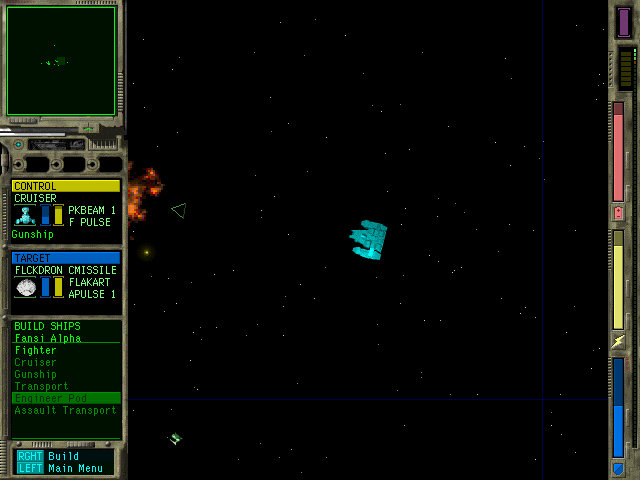 CONTROL
CRUISER
PKBEAM 1
F PULSE
Gunship
TARGET
FLCKDRON CMISSILE
FLAKART
APULSE 1
BUILD SHIPS
Fansi Alpha
Fighter
Cruiser
Gunship
Transport
Engineer Pod
Assault Transport
RGHT Build
LEFT Main Menu